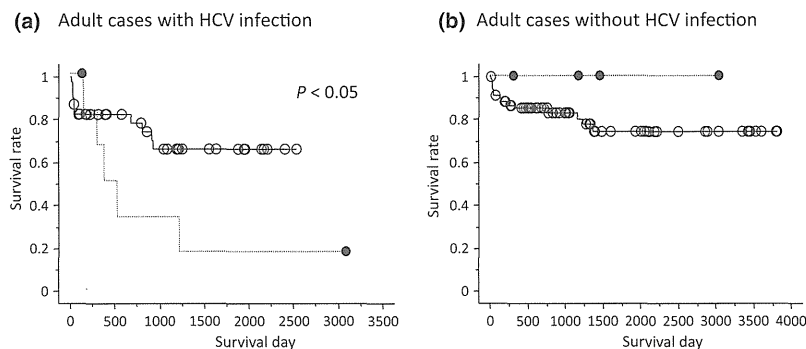 (a) Adult cases with HCV infection
P < 0.05
Survival rate
1
0.8
0.6
0.4
0.2
0
0 500 1000 1500 2000 2500 3000 3500
Survival day
(b) Adult cases without HCV infection
Survival rate
1
0.8
0.6
0.4
0.2
0
0 500 1000 1500 2000 2500 3000 3500 4000
Survival day